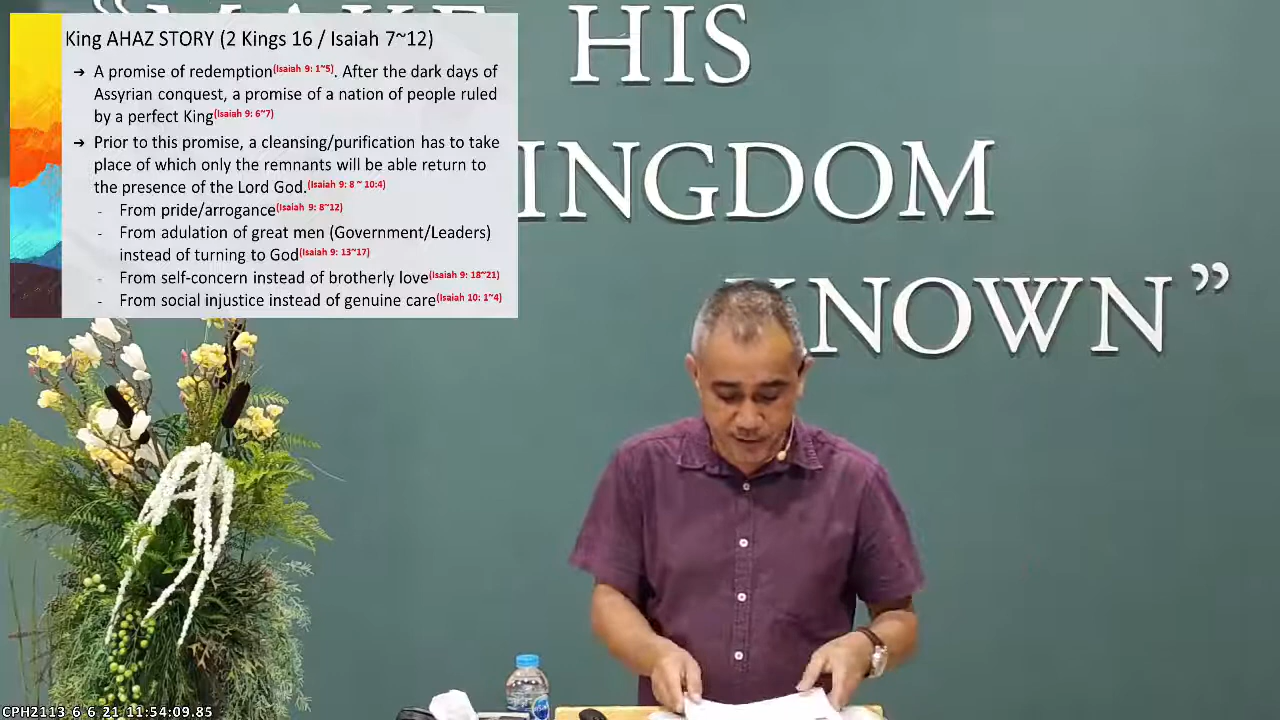 King AHAZ STORY (2 Kings 16 / Isaiah 7~12)
→ A promise of redemption(Isaiah 9: 1~5). After the dark days of
Assyrian conquest, a promise of a nation of people ruled
by a perfect King(Isaiah 9: 6~7)
→ Prior to this promise, a cleansing/purification has to take
place of which only the remnants will be able return to
the presence of the Lord God.(Isaiah 9: 8 ~ 10:4)
- From pride/arrogance(Isaiah 9: 8~12)
- From adulation of great men (Government/Leaders)
instead of turning to God(Isaiah 9: 13~17)
- From self-concern instead of brotherly love(Isaiah 9: 18~21)
- From social injustice instead of genuine care(Isaiah 10: 1~4)
“MAKE HIS
INGDOM
KNOWN”
CPH2113 6 6 21 11:54:09.85